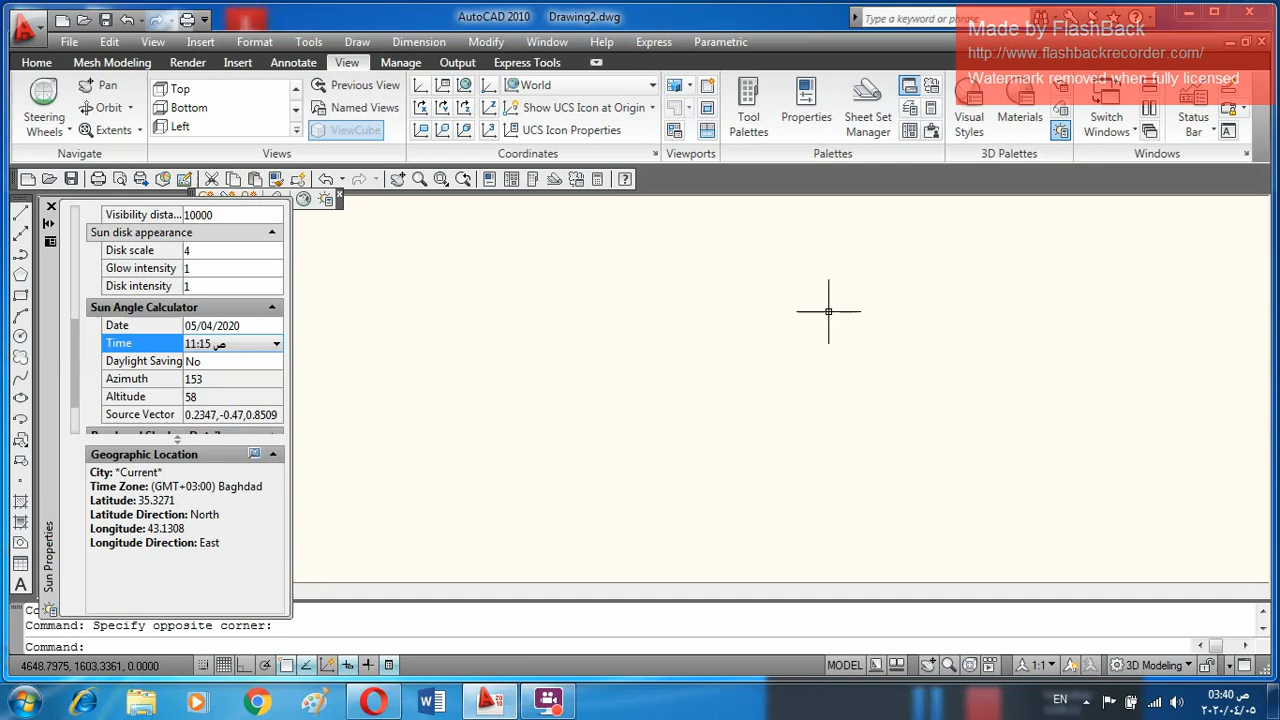 AutoCAD 2010 Drawing2.dwg
Type a keyword or phrase
Made by FlashBack
http://www.flashbackrecorder.com/
Watermark removed when fully licensed
File Edit View Insert Format Tools Draw Dimension Modify Window Help Express Parametric
Home Mesh Modeling Render Insert Annotate View Manage Output Express Tools
Steering Wheels
Pan
Orbit
Extents
Top
Bottom
Left
Previous View
Named Views
ViewCube
World
Show UCS Icon at Origin
UCS Icon Properties
Tool Palettes
Properties
Sheet Set Manager
Visual Styles
Materials
Switch Windows
Status Bar
Navigate Views Coordinates Viewports Palettes 3D Palettes Windows
Visibility dista... 10000
Sun disk appearance
Disk scale 4
Glow intensity 1
Disk intensity 1
Sun Angle Calculator
Date 05/04/2020
Time 11:15 ص
Daylight Saving No
Azimuth 153
Altitude 58
Source Vector 0.2347,-0.47,0.8509
Geographic Location
City: *Current*
Time Zone: (GMT+03:00) Baghdad
Latitude: 35.3271
Latitude Direction: North
Longitude: 43.1308
Longitude Direction: East
Sun Properties
Command: Specify opposite corner:
Command:
4648.7975, 1603.3361, 0.0000
MODEL
1:1
3D Modeling
EN
03:40 ص
٢٠٢٠/٠٤/٠٥